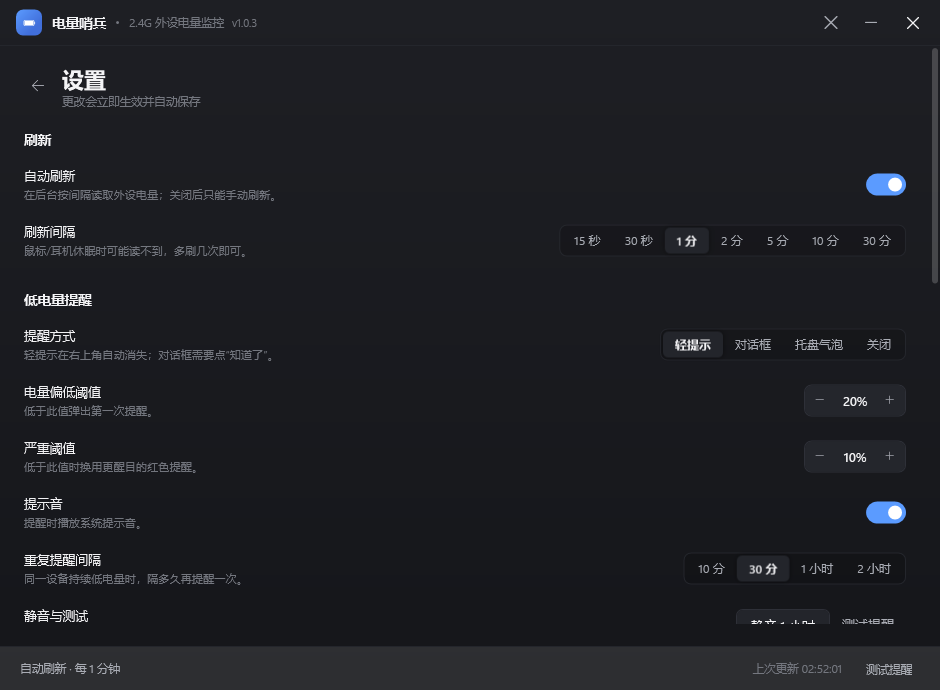 电量哨兵 • 2.4G 外设电量监控 v1.0.3
设置
更改会立即生效并自动保存
刷新
自动刷新
在后台按间隔读取外设电量；关闭后只能手动刷新。
刷新间隔
鼠标/耳机休眠时可能读不到，多刷几次即可。
15 秒 30 秒 1 分 2 分 5 分 10 分 30 分
低电量提醒
提醒方式
轻提示在右上角自动消失；对话框需要点“知道了”。
轻提示 对话框 托盘气泡 关闭
电量偏低阈值
低于此值弹出第一次提醒。
− 20% +
严重阈值
低于此值时换用更醒目的红色提醒。
− 10% +
提示音
提醒时播放系统提示音。
重复提醒间隔
同一设备持续低电量时，隔多久再提醒一次。
10 分 30 分 1 小时 2 小时
静音与测试
静音 1 小时 测试提醒
自动刷新 · 每 1 分钟
上次更新 02:52:01 测试提醒